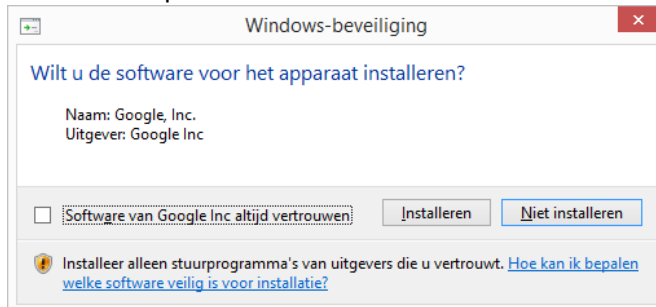 Windows-beveiliging
Wilt u de software voor het apparaat installeren?
Naam: Google, Inc.
Uitgever: Google Inc
Software van Google Inc altijd vertrouwen
Installeren
Niet installeren
Installeer alleen stuurprogramma's van uitgevers die u vertrouwt. Hoe kan ik bepalen
welke software veilig is voor installatie?